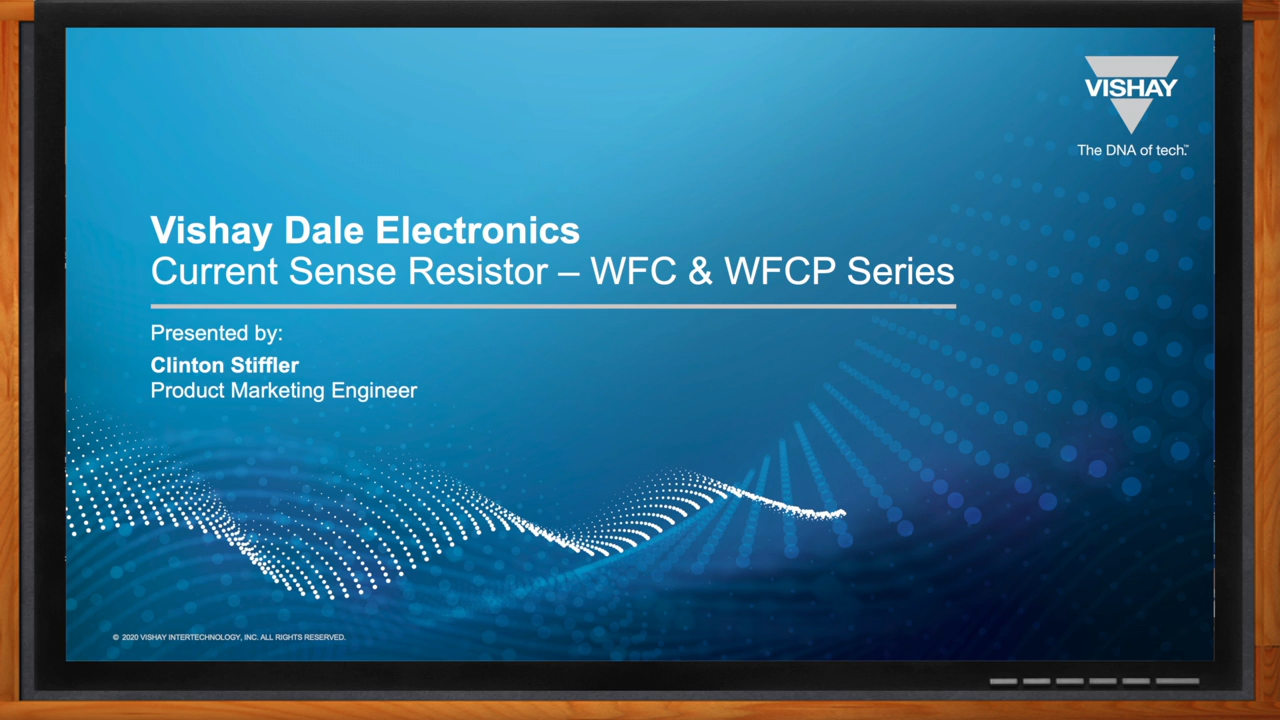 VISHAY
The DNA of tech.™
Vishay Dale Electronics
Current Sense Resistor – WFC & WFCP Series
Presented by:
Clinton Stiffler
Product Marketing Engineer
© 2020 VISHAY INTERTECHNOLOGY, INC. ALL RIGHTS RESERVED.